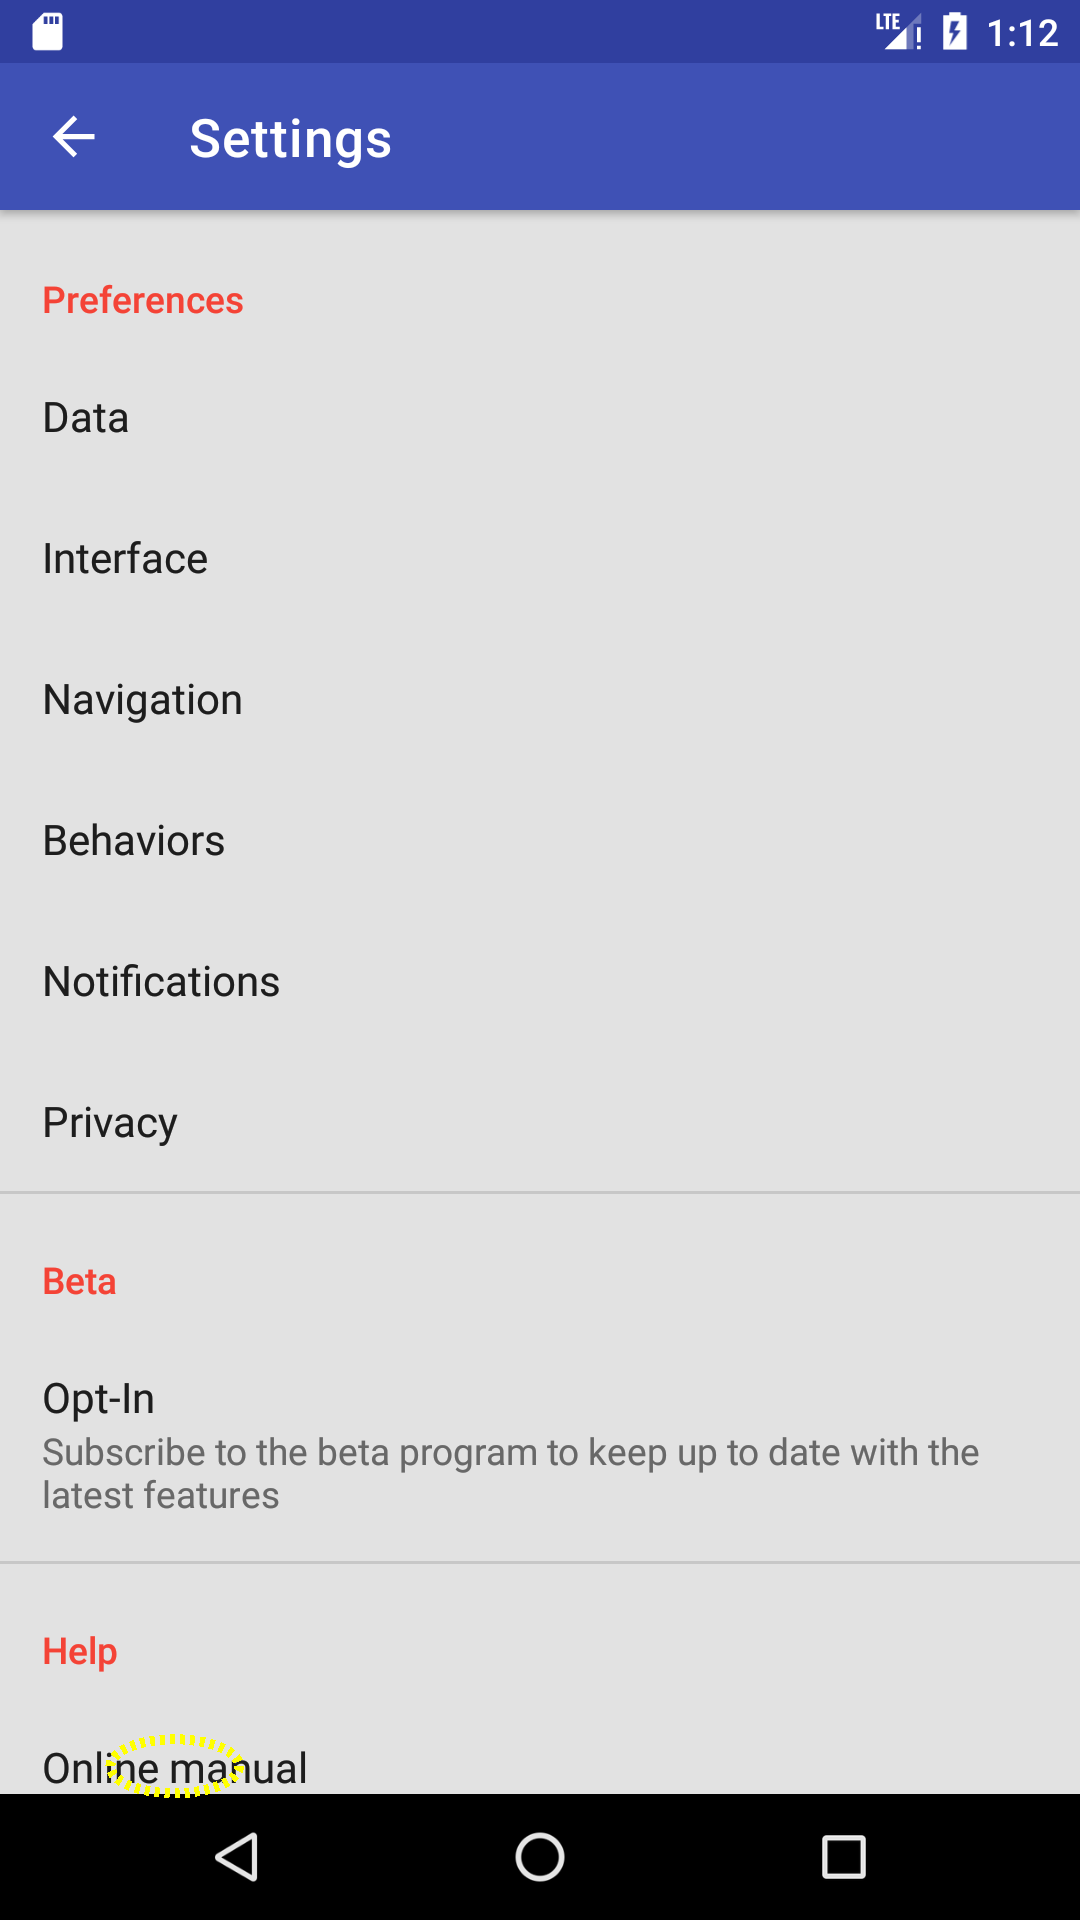 LTE 1:12
Settings
Preferences
Data
Interface
Navigation
Behaviors
Notifications
Privacy
Beta
Opt-In
Subscribe to the beta program to keep up to date with the
latest features
Help
Online manual